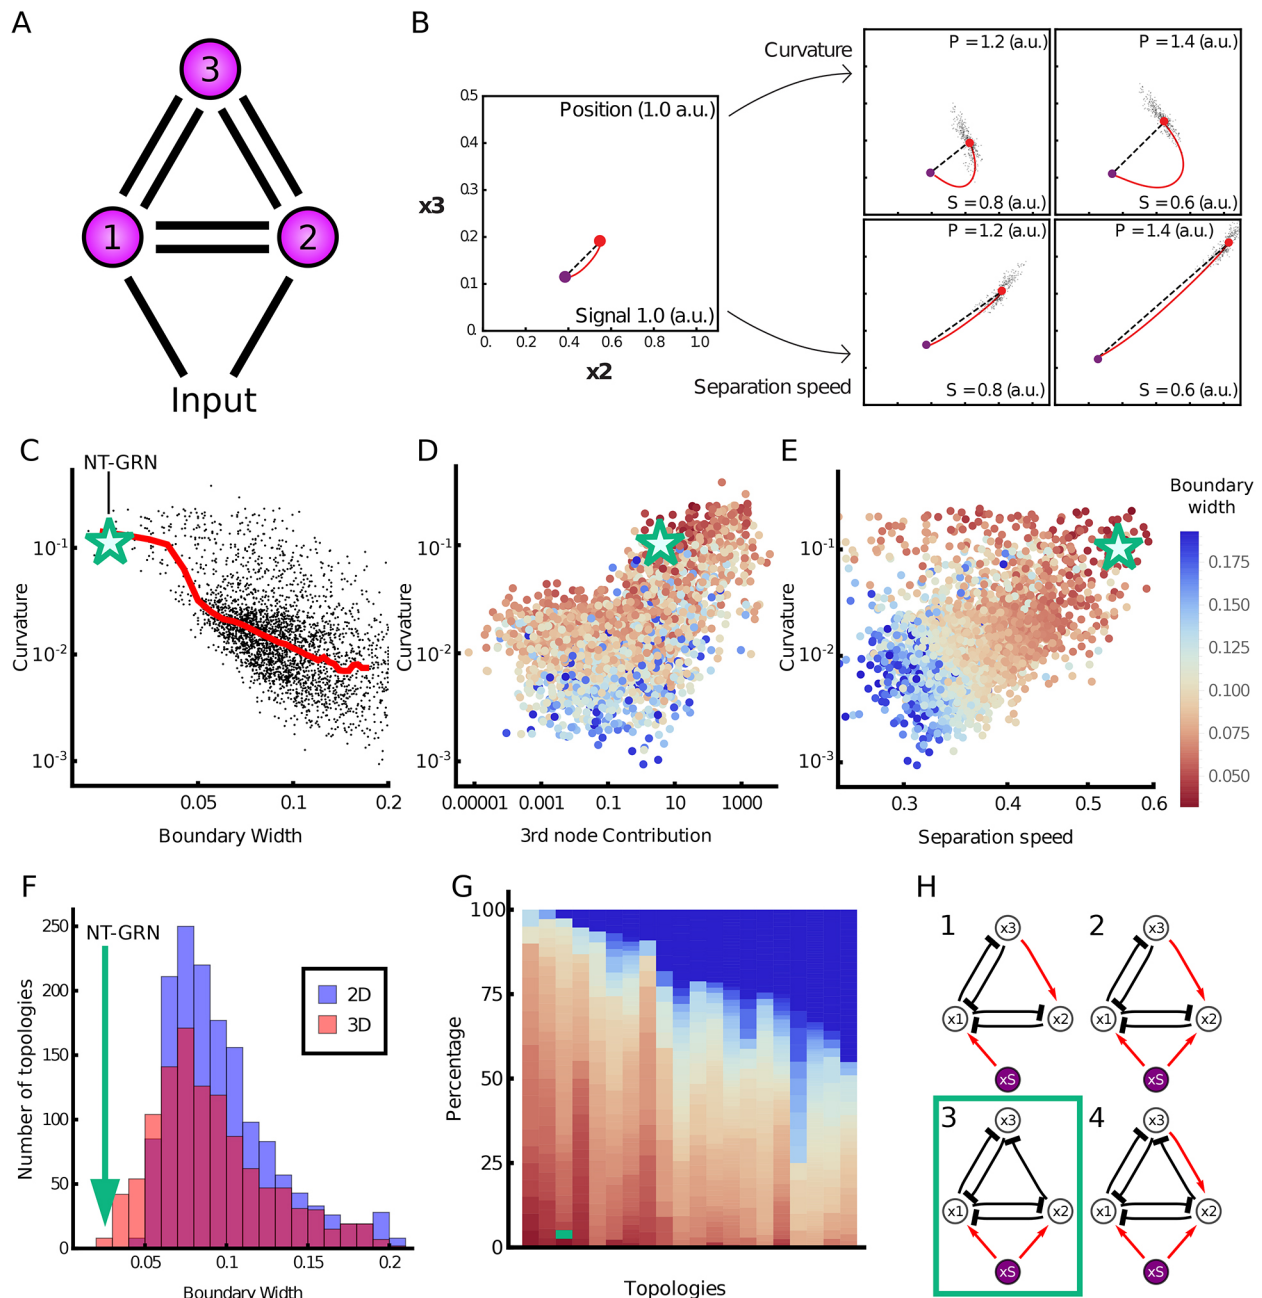 A
3
1
2
Input
B
Curvature
Separation speed
0.5
0.4
0.3
0.2
0.1
0.
x3
Position (1.0 a.u.)
Signal 1.0 (a.u.)
0.
0.2
0.4
0.6
0.8
1.0
x2
P = 1.2 (a.u.)
S = 0.8 (a.u.)
P = 1.4 (a.u.)
S = 0.6 (a.u.)
P = 1.2 (a.u.)
S = 0.8 (a.u.)
P = 1.4 (a.u.)
S = 0.6 (a.u.)
C
NT-GRN
Curvature
10-1
10-2
10-3
0.05
0.1
0.2
Boundary Width
D
Curvature
10-1
10-2
10-3
0.00001
0.001
0.1
10
1000
3rd node Contribution
E
Curvature
10-1
10-2
10-3
0.3
0.4
0.5
0.6
Separation speed
Boundary
width
0.175
0.150
0.125
0.100
0.075
0.050
F
NT-GRN
Number of topologies
250
200
150
100
50
0
2D
3D
0.05
0.1
0.15
0.2
Boundary Width
G
Percentage
100
75
50
25
0
Topologies
H
1
x3
x1
x2
xS
2
x3
x1
x2
xS
3
x3
x1
x2
xS
4
x3
x1
x2
xS